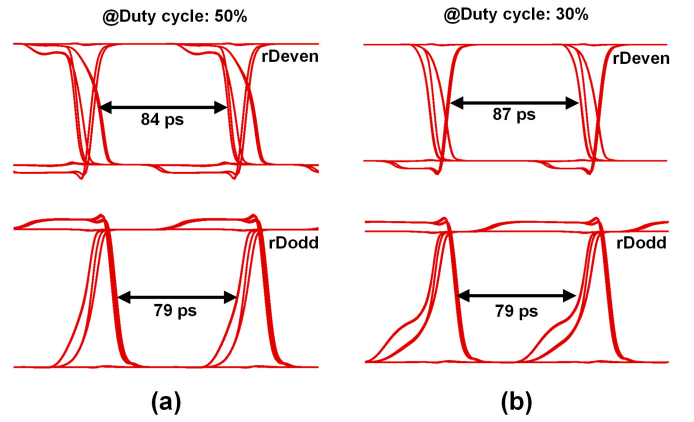 @Duty cycle: 50%
@Duty cycle: 30%
rDeven
rDeven
84 ps
87 ps
rDodd
rDodd
79 ps
79 ps
(a)
(b)